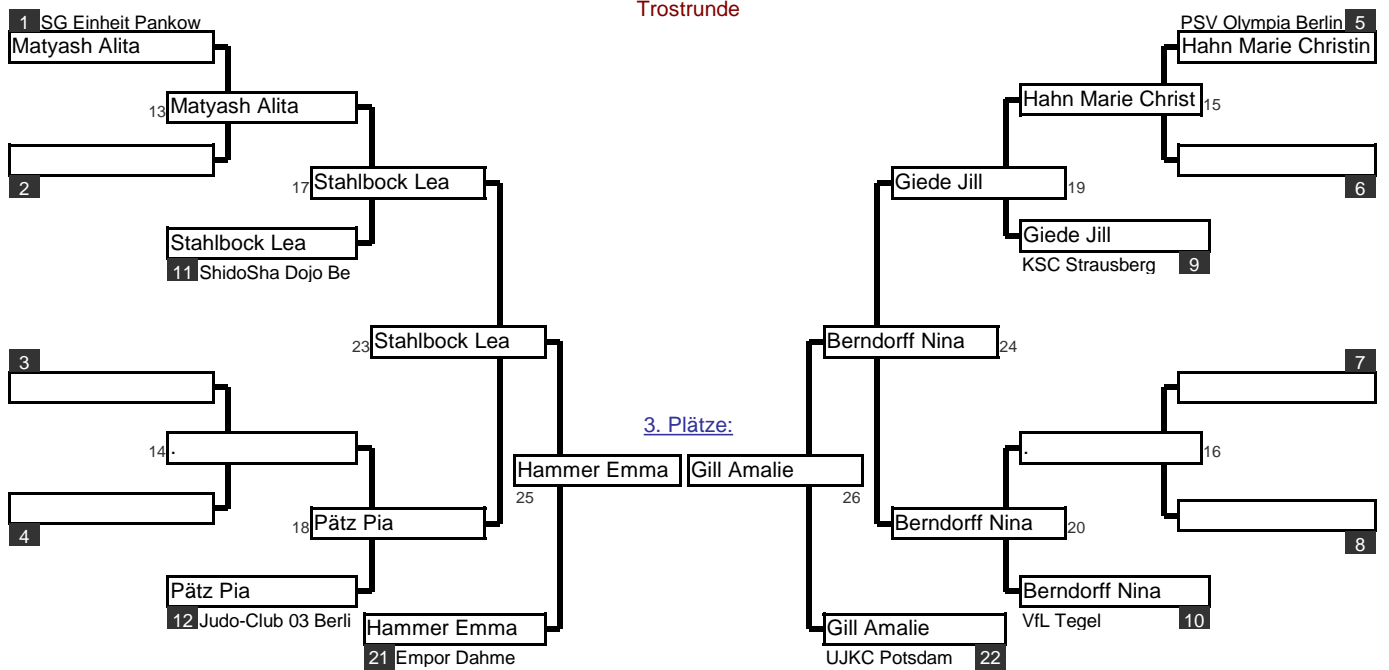 Trostrunde
1 SG Einheit Pankow
PSV Olympia Berlin 5
Matyash Alita
Hahn Marie Christin
13 Matyash Alita
Hahn Marie Christ 15
2
17 Stahlbock Lea
Giede Jill 19
6
Stahlbock Lea
Giede Jill
11 ShidoSha Dojo Be
KSC Strausberg 9
23 Stahlbock Lea
Berndorff Nina 24
3
7
3. Plätze:
14 .
. 16
Hammer Emma
Gill Amalie
25
26
4
18 Pätz Pia
Berndorff Nina 20
8
Pätz Pia
Berndorff Nina
12 Judo-Club 03 Berli
VfL Tegel 10
Hammer Emma
Gill Amalie
21 Empor Dahme
UJKC Potsdam 22